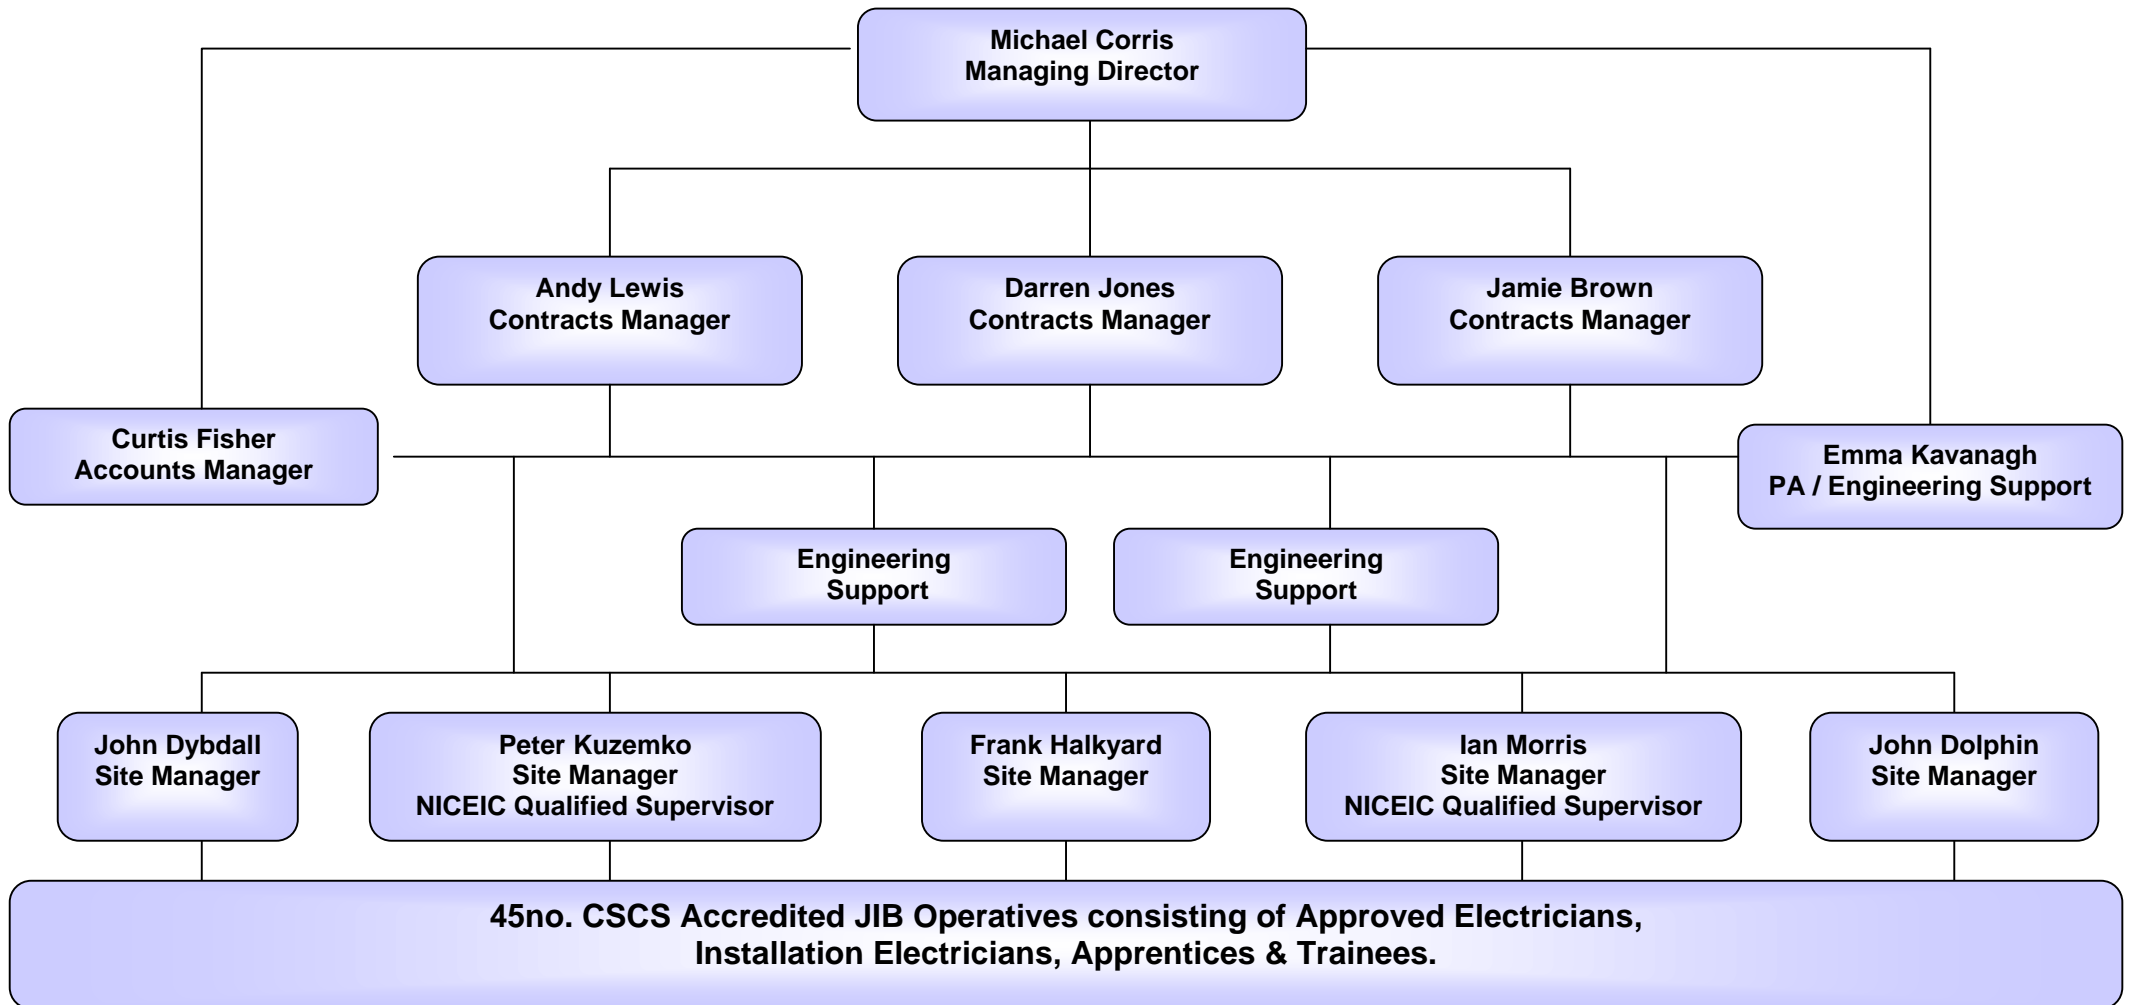 Michael Corris
Managing Director
Andy Lewis
Contracts Manager
Darren Jones
Contracts Manager
Jamie Brown
Contracts Manager
Curtis Fisher
Accounts Manager
Emma Kavanagh
PA / Engineering Support
Engineering
Support
Engineering
Support
John Dybdall
Site Manager
Peter Kuzemko
Site Manager
NICEIC Qualified Supervisor
Frank Halkyard
Site Manager
Ian Morris
Site Manager
NICEIC Qualified Supervisor
John Dolphin
Site Manager
45no. CSCS Accredited JIB Operatives consisting of Approved Electricians,
Installation Electricians, Apprentices & Trainees.